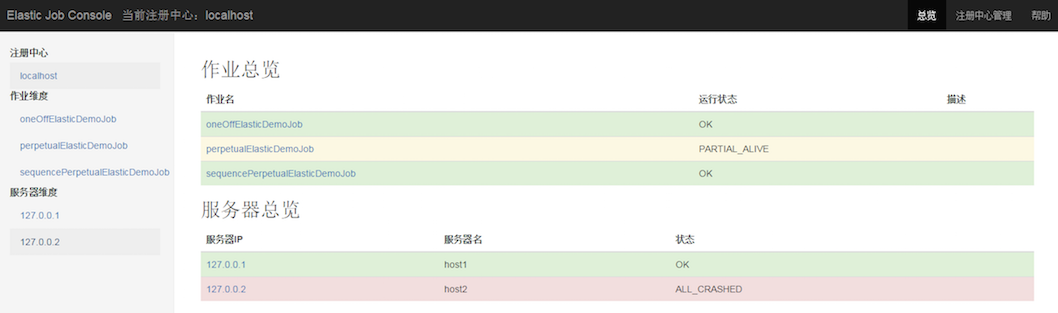 Elastic Job Console 当前注册中心：localhost 总览 注册中心管理 帮助
注册中心
localhost
作业维度
oneOffElasticDemoJob
perpetualElasticDemoJob
sequencePerpetualElasticDemoJob
服务器维度
127.0.0.1
127.0.0.2
作业总览
作业名 运行状态 描述
oneOffElasticDemoJob OK
perpetualElasticDemoJob PARTIAL_ALIVE
sequencePerpetualElasticDemoJob OK
服务器总览
服务器IP 服务器名 状态
127.0.0.1 host1 OK
127.0.0.2 host2 ALL_CRASHED